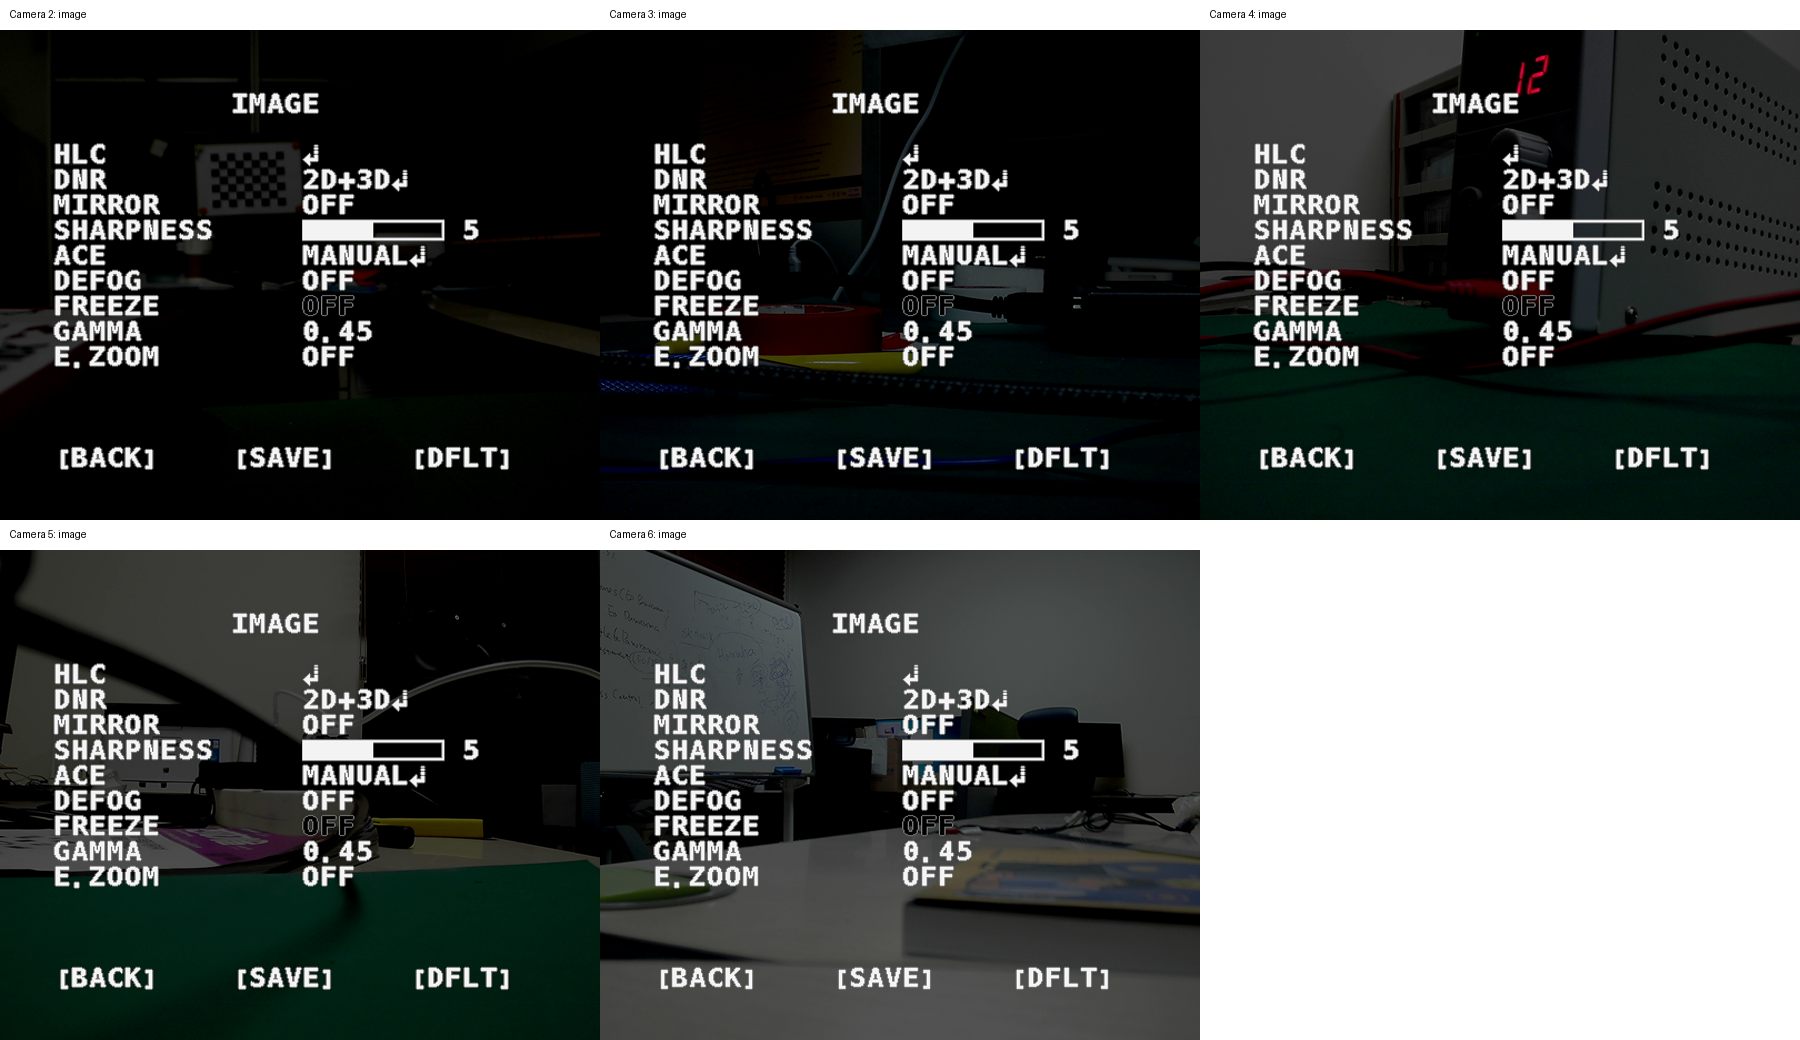 Camera 2: image
IMAGE
HLC ↲
DNR 2D+3D↲
MIRROR OFF
SHARPNESS 5
ACE MANUAL↲
DEFOG OFF
FREEZE OFF
GAMMA 0.45
E.ZOOM OFF
[BACK] [SAVE] [DFLT]
Camera 3: image
IMAGE
HLC ↲
DNR 2D+3D↲
MIRROR OFF
SHARPNESS 5
ACE MANUAL↲
DEFOG OFF
FREEZE OFF
GAMMA 0.45
E.ZOOM OFF
[BACK] [SAVE] [DFLT]
Camera 4: image
12
IMAGE
HLC ↲
DNR 2D+3D↲
MIRROR OFF
SHARPNESS 5
ACE MANUAL↲
DEFOG OFF
FREEZE OFF
GAMMA 0.45
E.ZOOM OFF
[BACK] [SAVE] [DFLT]
Camera 5: image
IMAGE
HLC ↲
DNR 2D+3D↲
MIRROR OFF
SHARPNESS 5
ACE MANUAL↲
DEFOG OFF
FREEZE OFF
GAMMA 0.45
E.ZOOM OFF
[BACK] [SAVE] [DFLT]
Camera 6: image
IMAGE
HLC ↲
DNR 2D+3D↲
MIRROR OFF
SHARPNESS 5
ACE MANUAL↲
DEFOG OFF
FREEZE OFF
GAMMA 0.45
E.ZOOM OFF
[BACK] [SAVE] [DFLT]